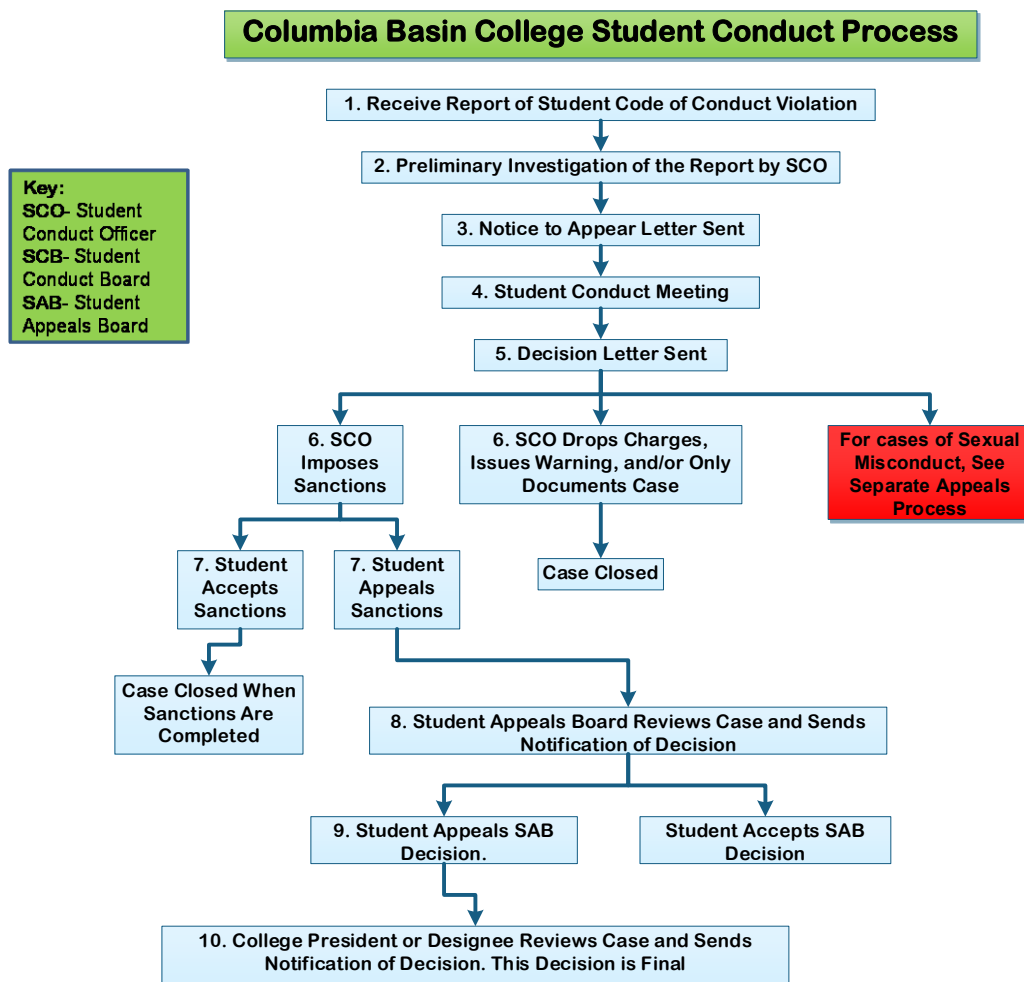 Columbia Basin College Student Conduct Process
1. Receive Report of Student Code of Conduct Violation
2. Preliminary Investigation of the Report by SCO
Key:
SCO- Student
Conduct Officer
SCB- Student
Conduct Board
SAB- Student
Appeals Board
3. Notice to Appear Letter Sent
4. Student Conduct Meeting
5. Decision Letter Sent
6. SCO
Imposes
Sanctions
6. SCO Drops Charges,
Issues Warning, and/or Only
Documents Case
For cases of Sexual
Misconduct, See
Separate Appeals
Process
7. Student
Accepts
Sanctions
7. Student
Appeals
Sanctions
Case Closed
Case Closed When
Sanctions Are
Completed
8. Student Appeals Board Reviews Case and Sends
Notification of Decision
9. Student Appeals SAB
Decision.
Student Accepts SAB
Decision
10. College President or Designee Reviews Case and Sends
Notification of Decision. This Decision is Final